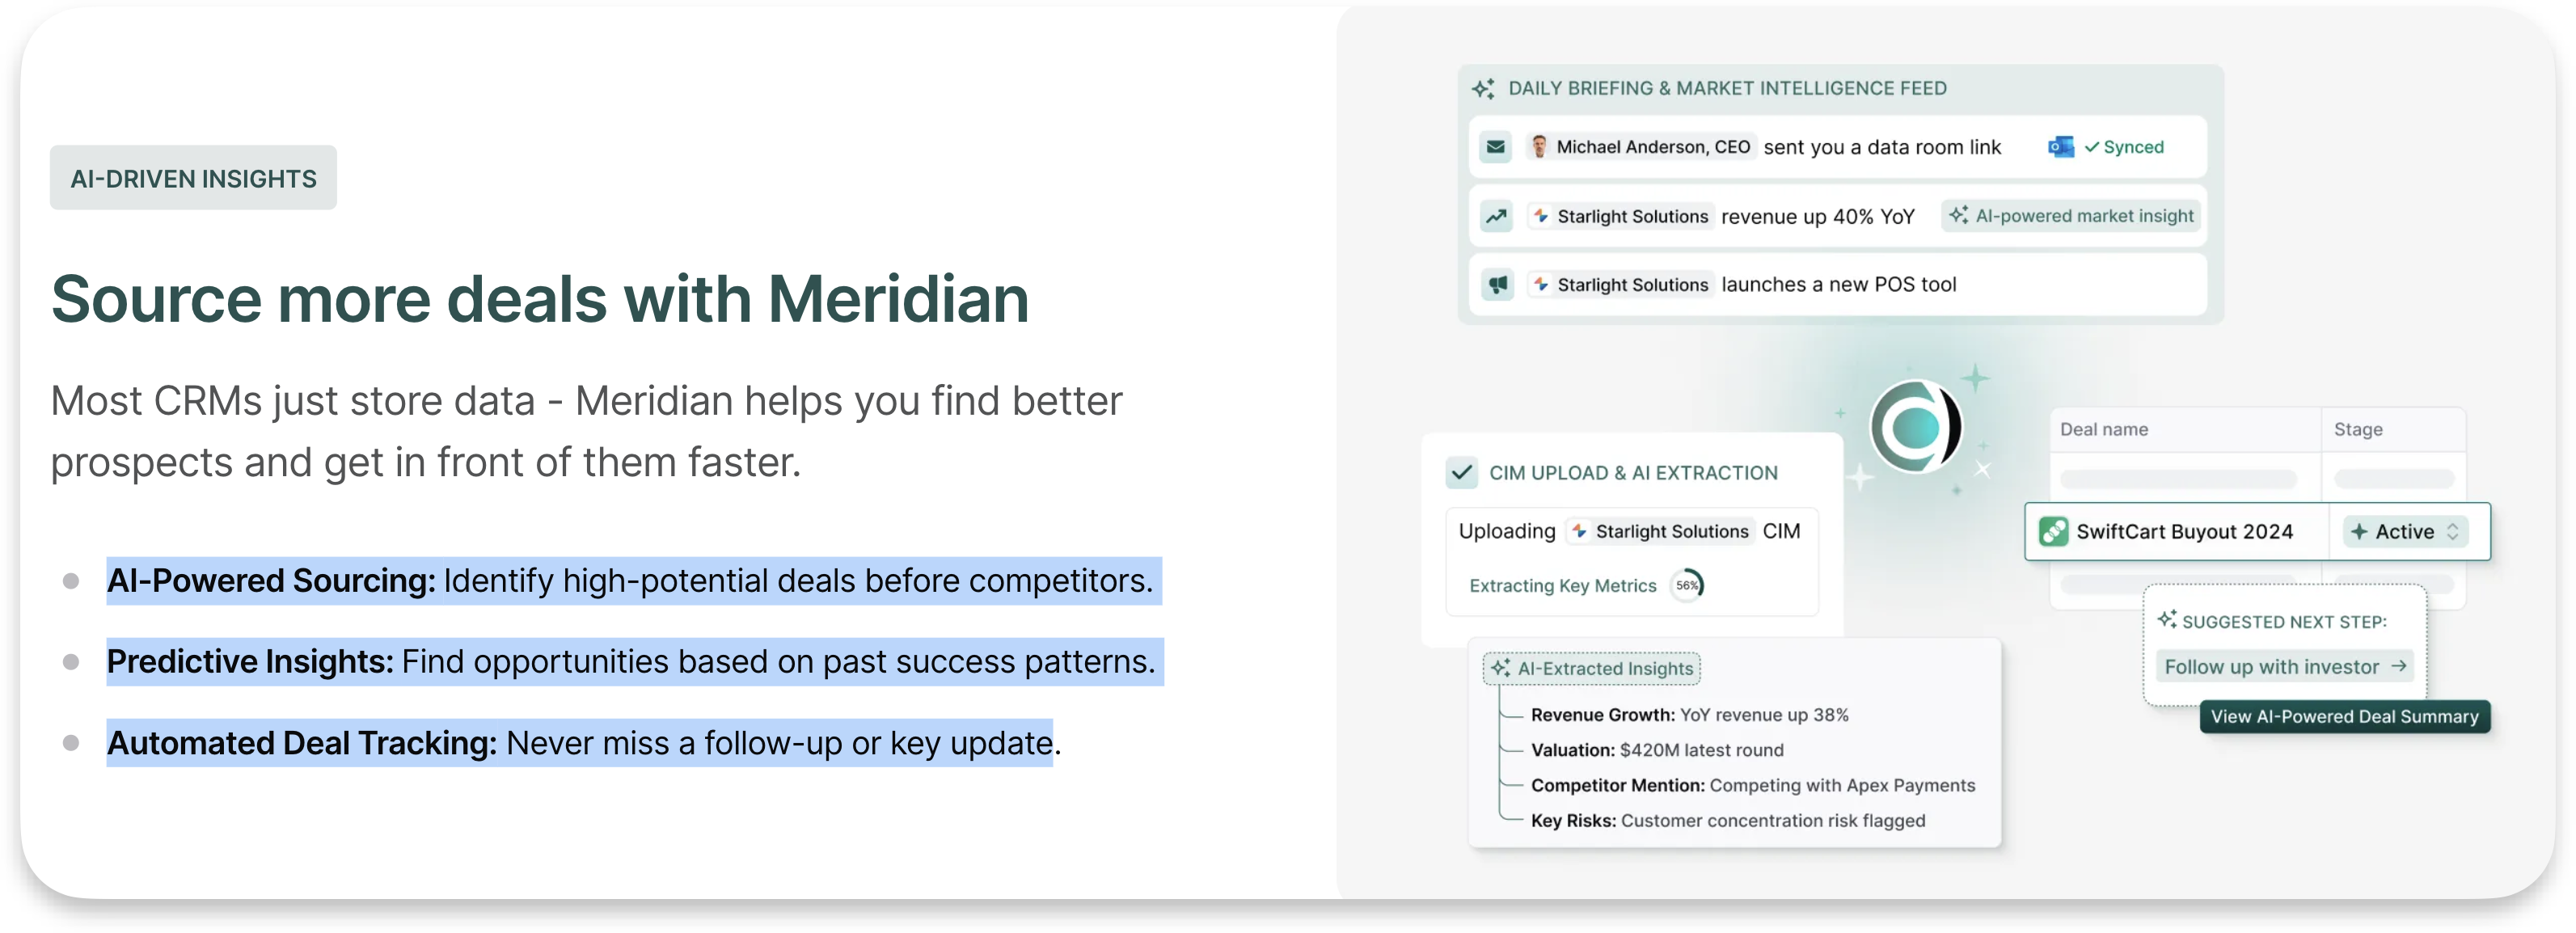 AI-DRIVEN INSIGHTS
Source more deals with Meridian
Most CRMs just store data - Meridian helps you find better
prospects and get in front of them faster.
AI-Powered Sourcing: Identify high-potential deals before competitors.
Predictive Insights: Find opportunities based on past success patterns.
Automated Deal Tracking: Never miss a follow-up or key update.
DAILY BRIEFING & MARKET INTELLIGENCE FEED
Michael Anderson, CEO sent you a data room link ✓ Synced
Starlight Solutions revenue up 40% YoY AI-powered market insight
Starlight Solutions launches a new POS tool
CIM UPLOAD & AI EXTRACTION
Uploading Starlight Solutions CIM
Extracting Key Metrics 56%
AI-Extracted Insights
Revenue Growth: YoY revenue up 38%
Valuation: $420M latest round
Competitor Mention: Competing with Apex Payments
Key Risks: Customer concentration risk flagged
Deal name Stage
SwiftCart Buyout 2024 Active
SUGGESTED NEXT STEP:
Follow up with investor →
View AI-Powered Deal Summary